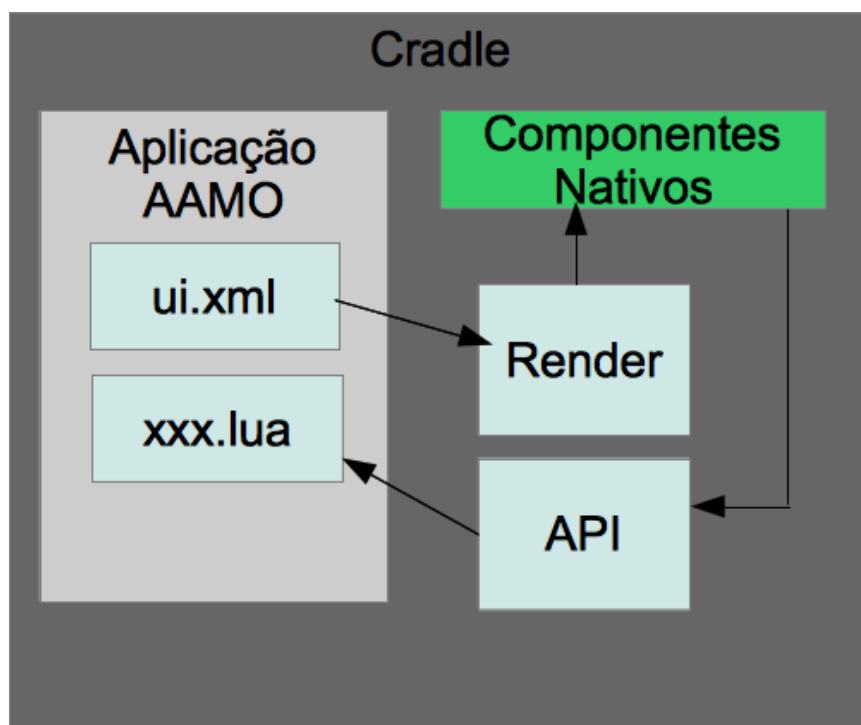 Cradle
Aplicação
AAMO
ui.xml
xxx.lua
Componentes
Nativos
Render
API